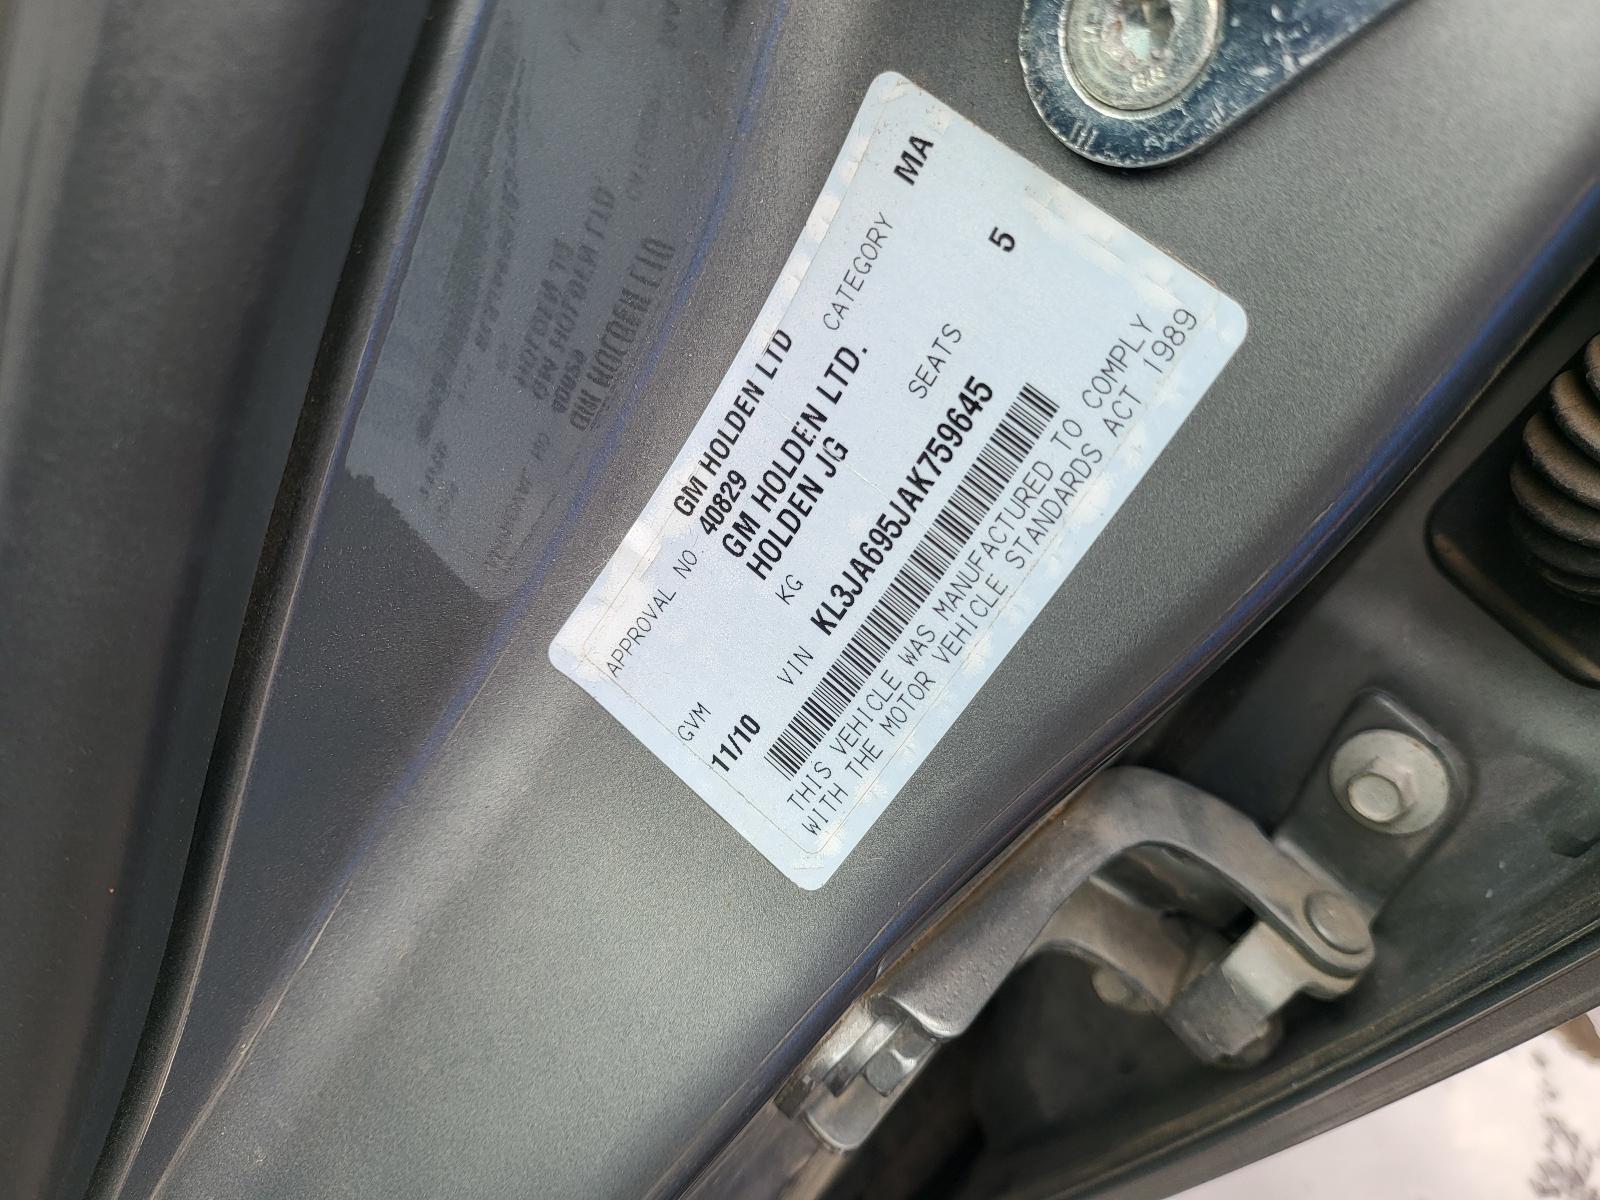 GM HOLDEN LTD
APPROVAL NO. 40829 CATEGORY MA
GM HOLDEN LTD.
HOLDEN JG
GVM KG SEATS 5
11/10 VIN KL3JA695JAK759645
THIS VEHICLE WAS MANUFACTURED TO COMPLY
WITH THE MOTOR VEHICLE STANDARDS ACT 1989